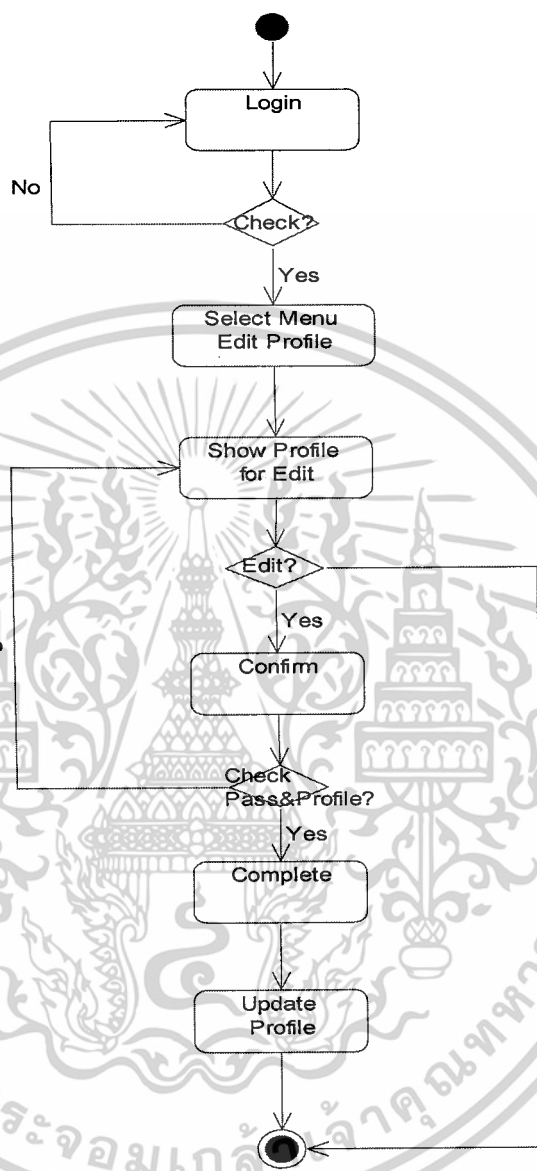 Login
No
Check?
Yes
Select Menu
Edit Profile
Show Profile
for Edit
Edit?
Yes
Confirm
Check
Pass&Profile?
Yes
Complete
Update
Profile